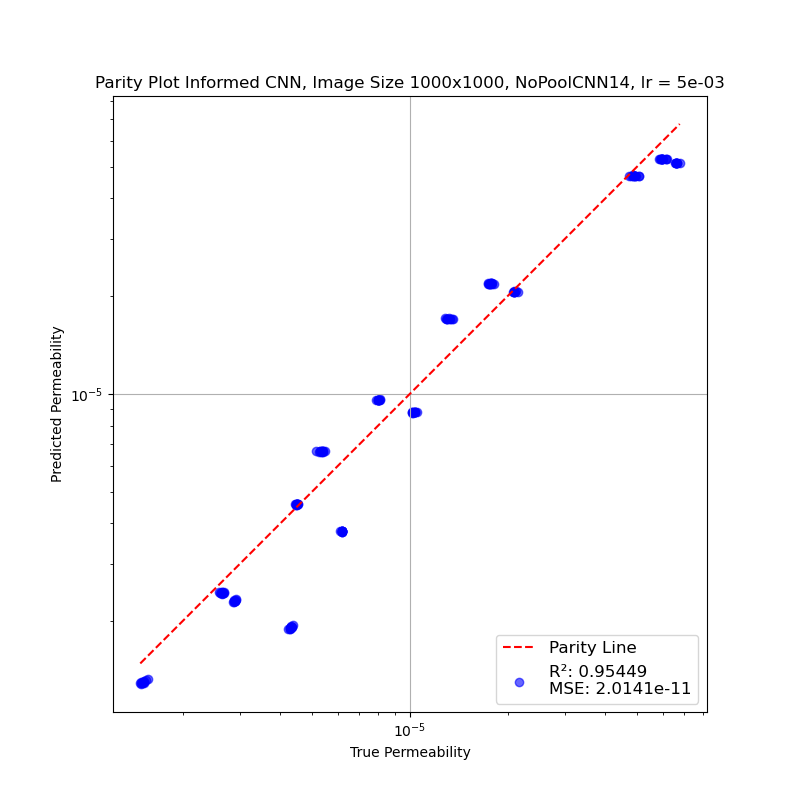 Parity Plot Informed CNN, Image Size 1000x1000, NoPoolCNN14, lr = 5e-03
Predicted Permeability
10⁻⁵
Parity Line
R²: 0.95449
MSE: 2.0141e-11
10⁻⁵
True Permeability